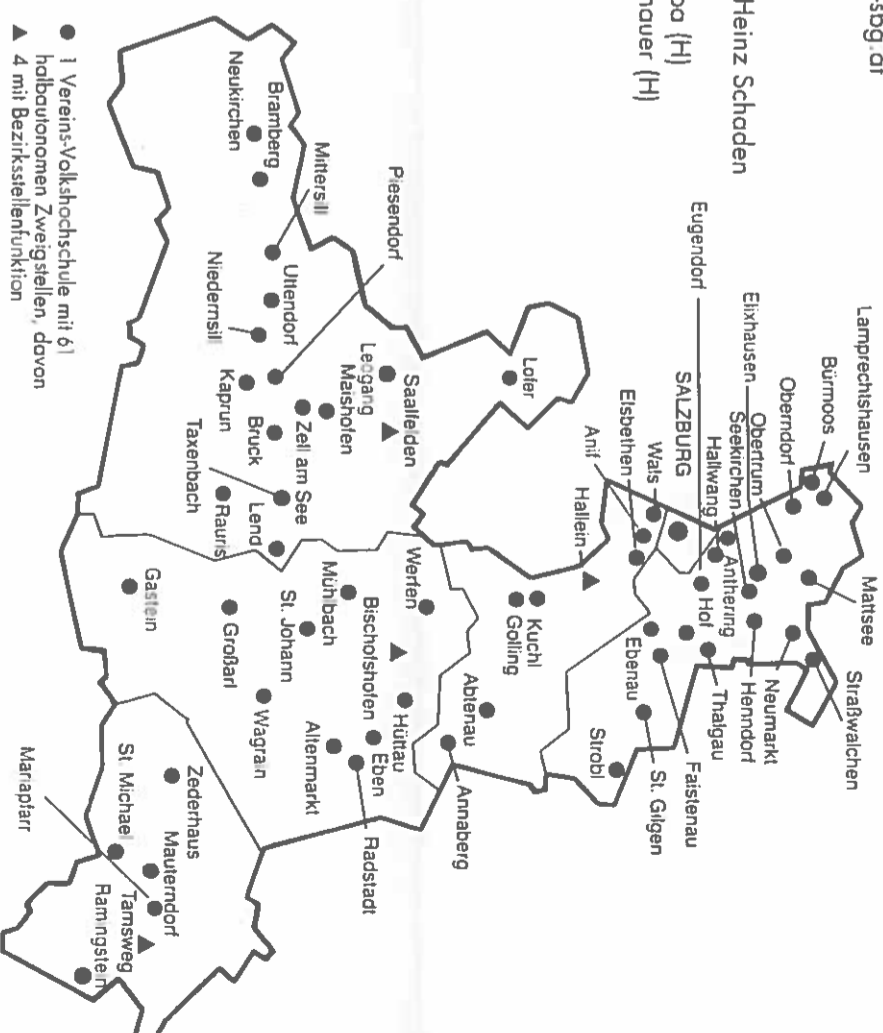 -sbg.at
Heinz Schaden
oa (H)
nauer (H)
Lamprechtshausen
Bürmoos
Oberndorf
Obertrum
Seekirchen
Elixhausen
Hallwang
SALZBURG
Eugendorf
Wals
Elsbethen
Anif
Hallein
Mattsee
Straßwalchen
Neumarkt
Henndorf
Anthering
Hof
Thalgau
Faistenau
Ebenau
St. Gilgen
Strobl
Kuchl
Golling
Abtenau
Annaberg
Lofer
Saalfelden
Leogang
Maishofen
Zell am See
Piesendorf
Mittersill
Bramberg
Neukirchen
Uttendorf
Niedernsill
Kaprun
Bruck
Taxenbach
Lend
Rauris
Werfen
Bischofshofen
Mühlbach
St. Johann
Hüttau
Eben
Altenmarkt
Radstadt
Wagrain
Großarl
Gastein
Zederhaus
St. Michael
Mauterndorf
Mariapfarr
Tamsweg
Ramingstein
● 1 Vereins-Volkshochschule mit 61
halbautonomen Zweigstellen, davon
▲ 4 mit Bezirksstellenfunktion